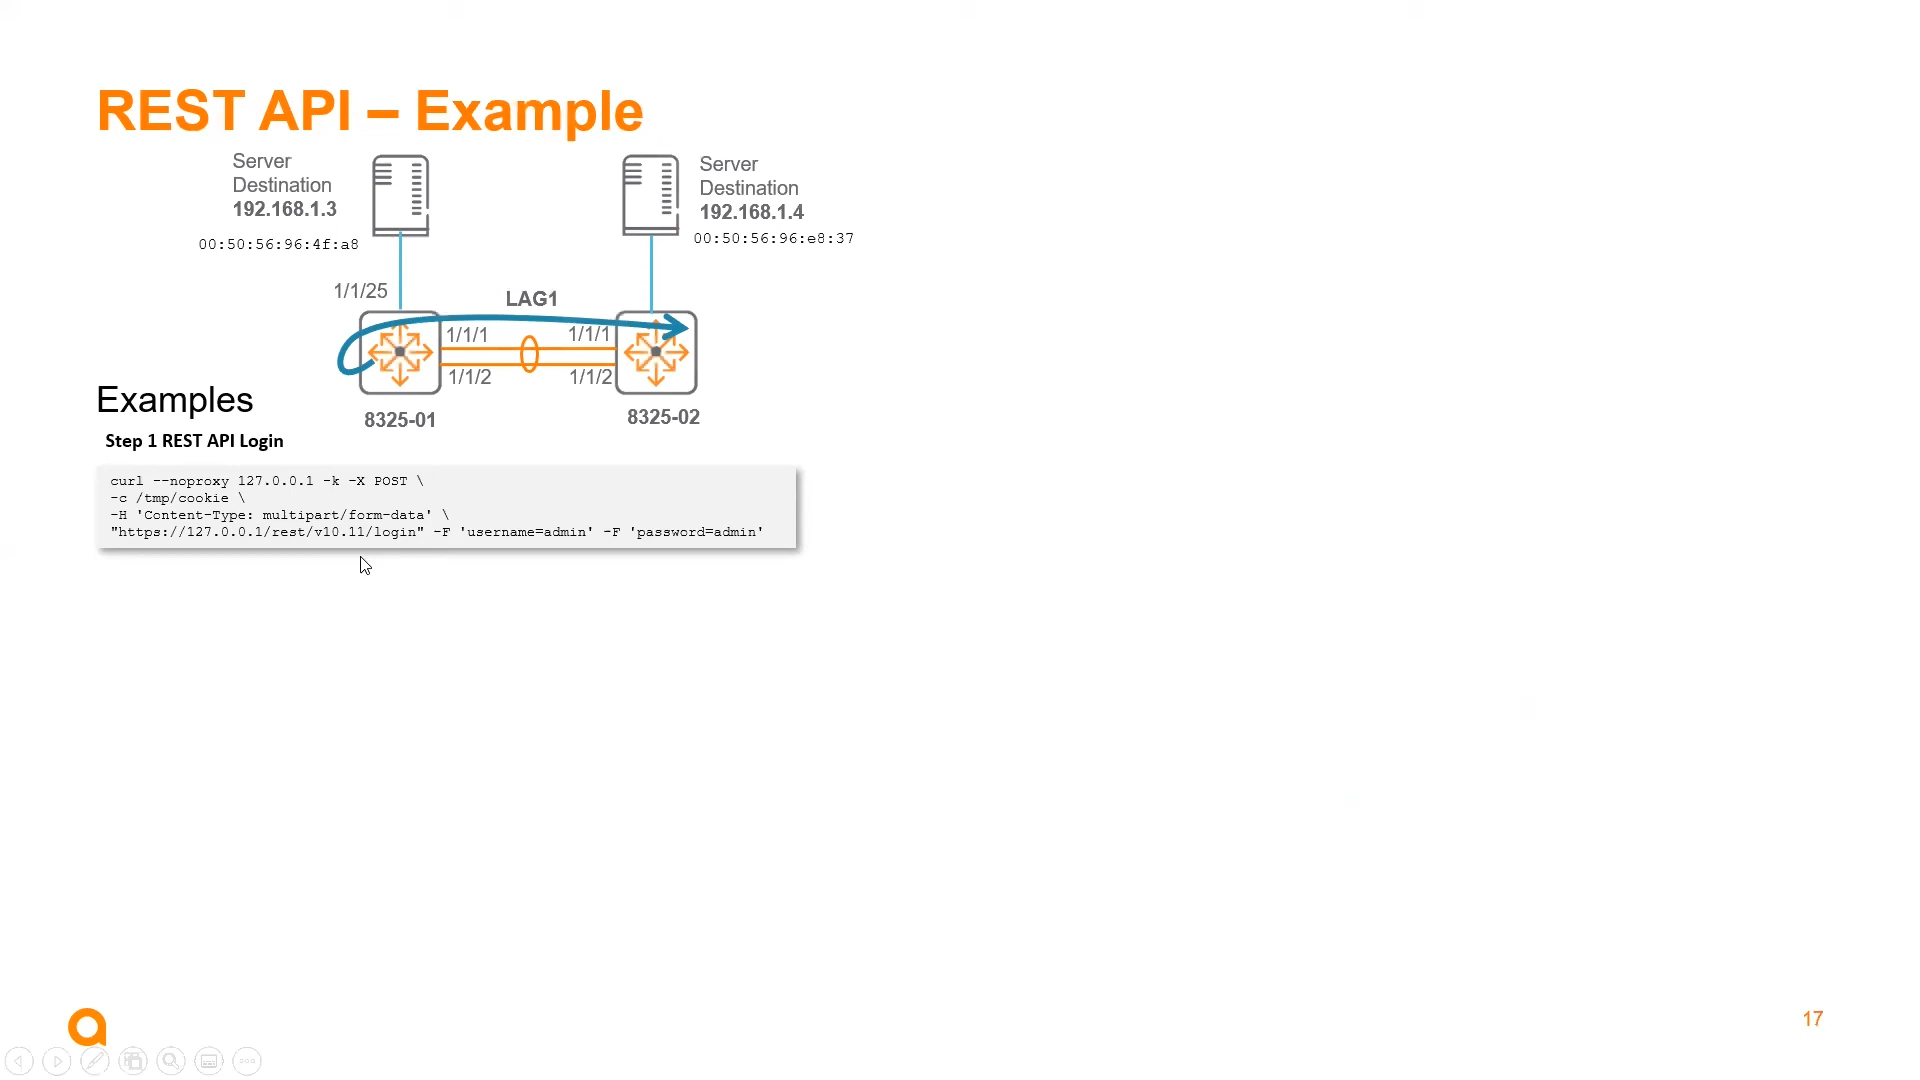 REST API – Example
Server
Destination
192.168.1.3
00:50:56:96:4f:a8
Server
Destination
192.168.1.4
00:50:56:96:e8:37
1/1/25
LAG1
1/1/1
1/1/1
1/1/2
1/1/2
8325-01
8325-02
Examples
Step 1 REST API Login
curl --noproxy 127.0.0.1 -k -X POST \
-c /tmp/cookie \
-H 'Content-Type: multipart/form-data' \
"https://127.0.0.1/rest/v10.11/login" -F 'username=admin' -F 'password=admin'
17